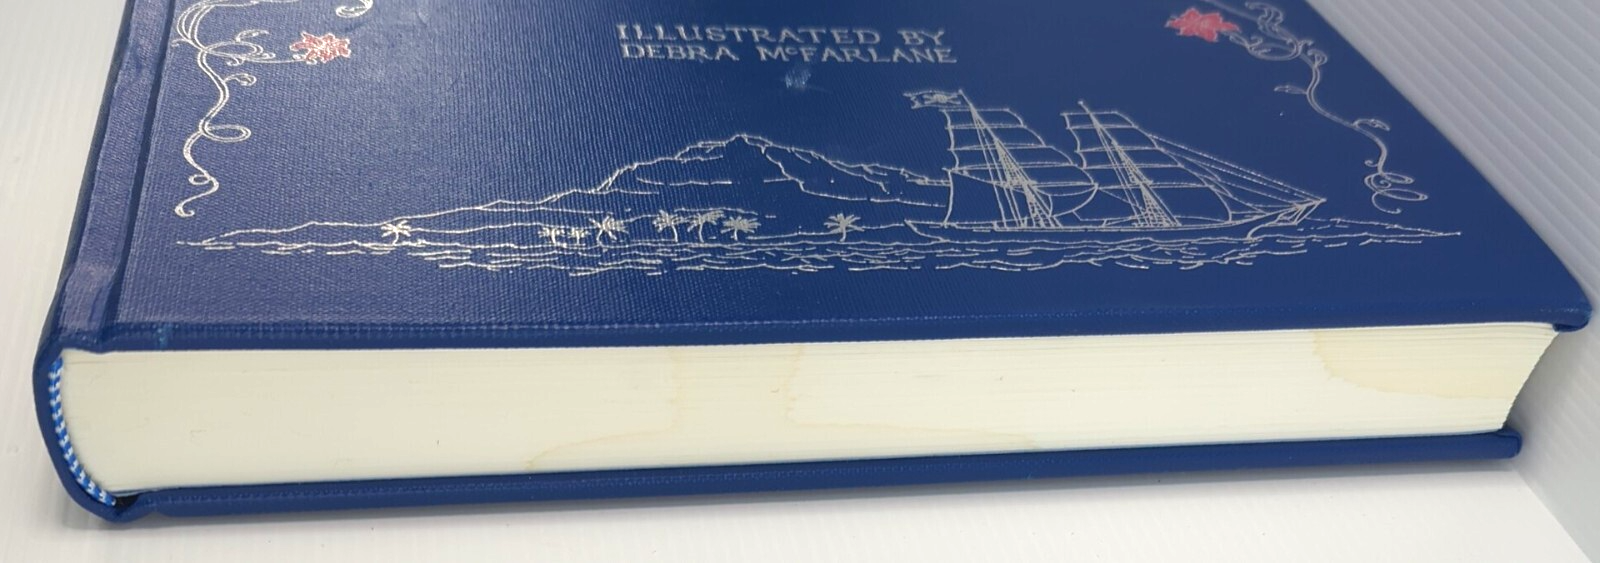 ILLUSTRATED BY
DEBRA McFARLANE